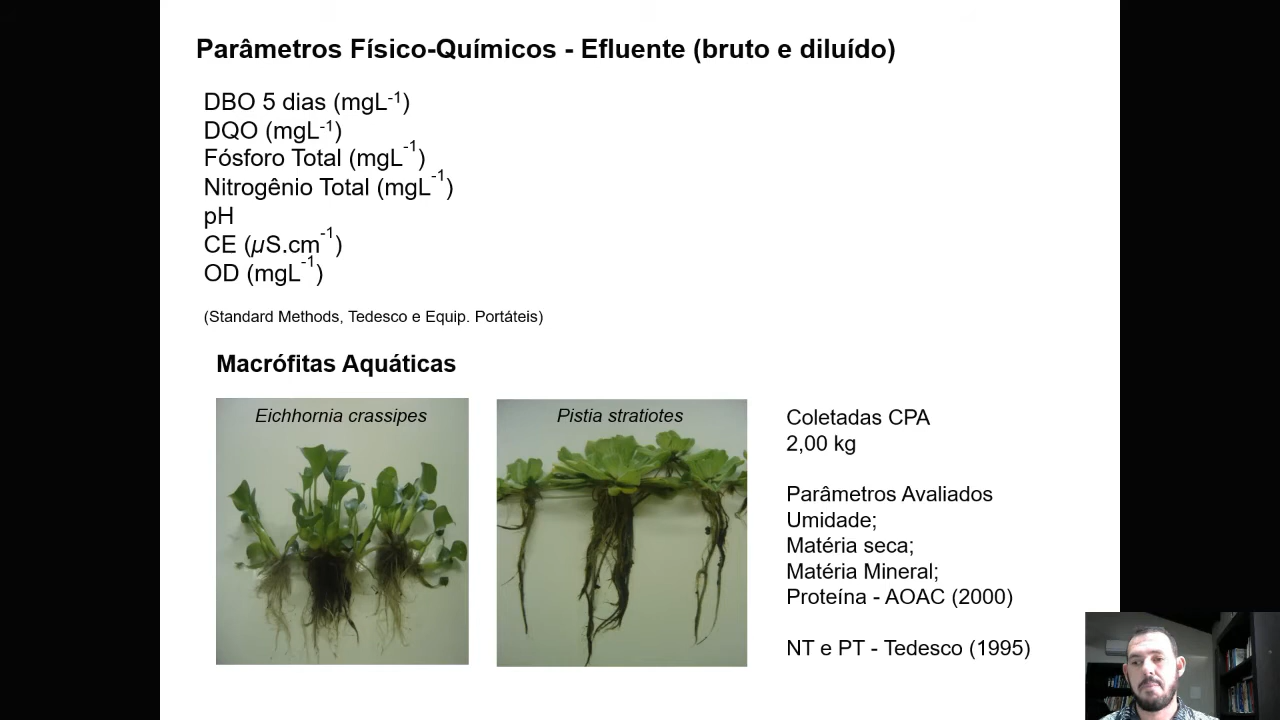 Parâmetros Físico-Químicos - Efluente (bruto e diluído)
DBO 5 dias (mgL-1)
DQO (mgL-1)
Fósforo Total (mgL-1)
Nitrogênio Total (mgL-1)
pH
CE (µS.cm-1)
OD (mgL-1)
(Standard Methods, Tedesco e Equip. Portáteis)
Macrófitas Aquáticas
Eichhornia crassipes
Pistia stratiotes
Coletadas CPA
2,00 kg
Parâmetros Avaliados
Umidade;
Matéria seca;
Matéria Mineral;
Proteína - AOAC (2000)
NT e PT - Tedesco (1995)